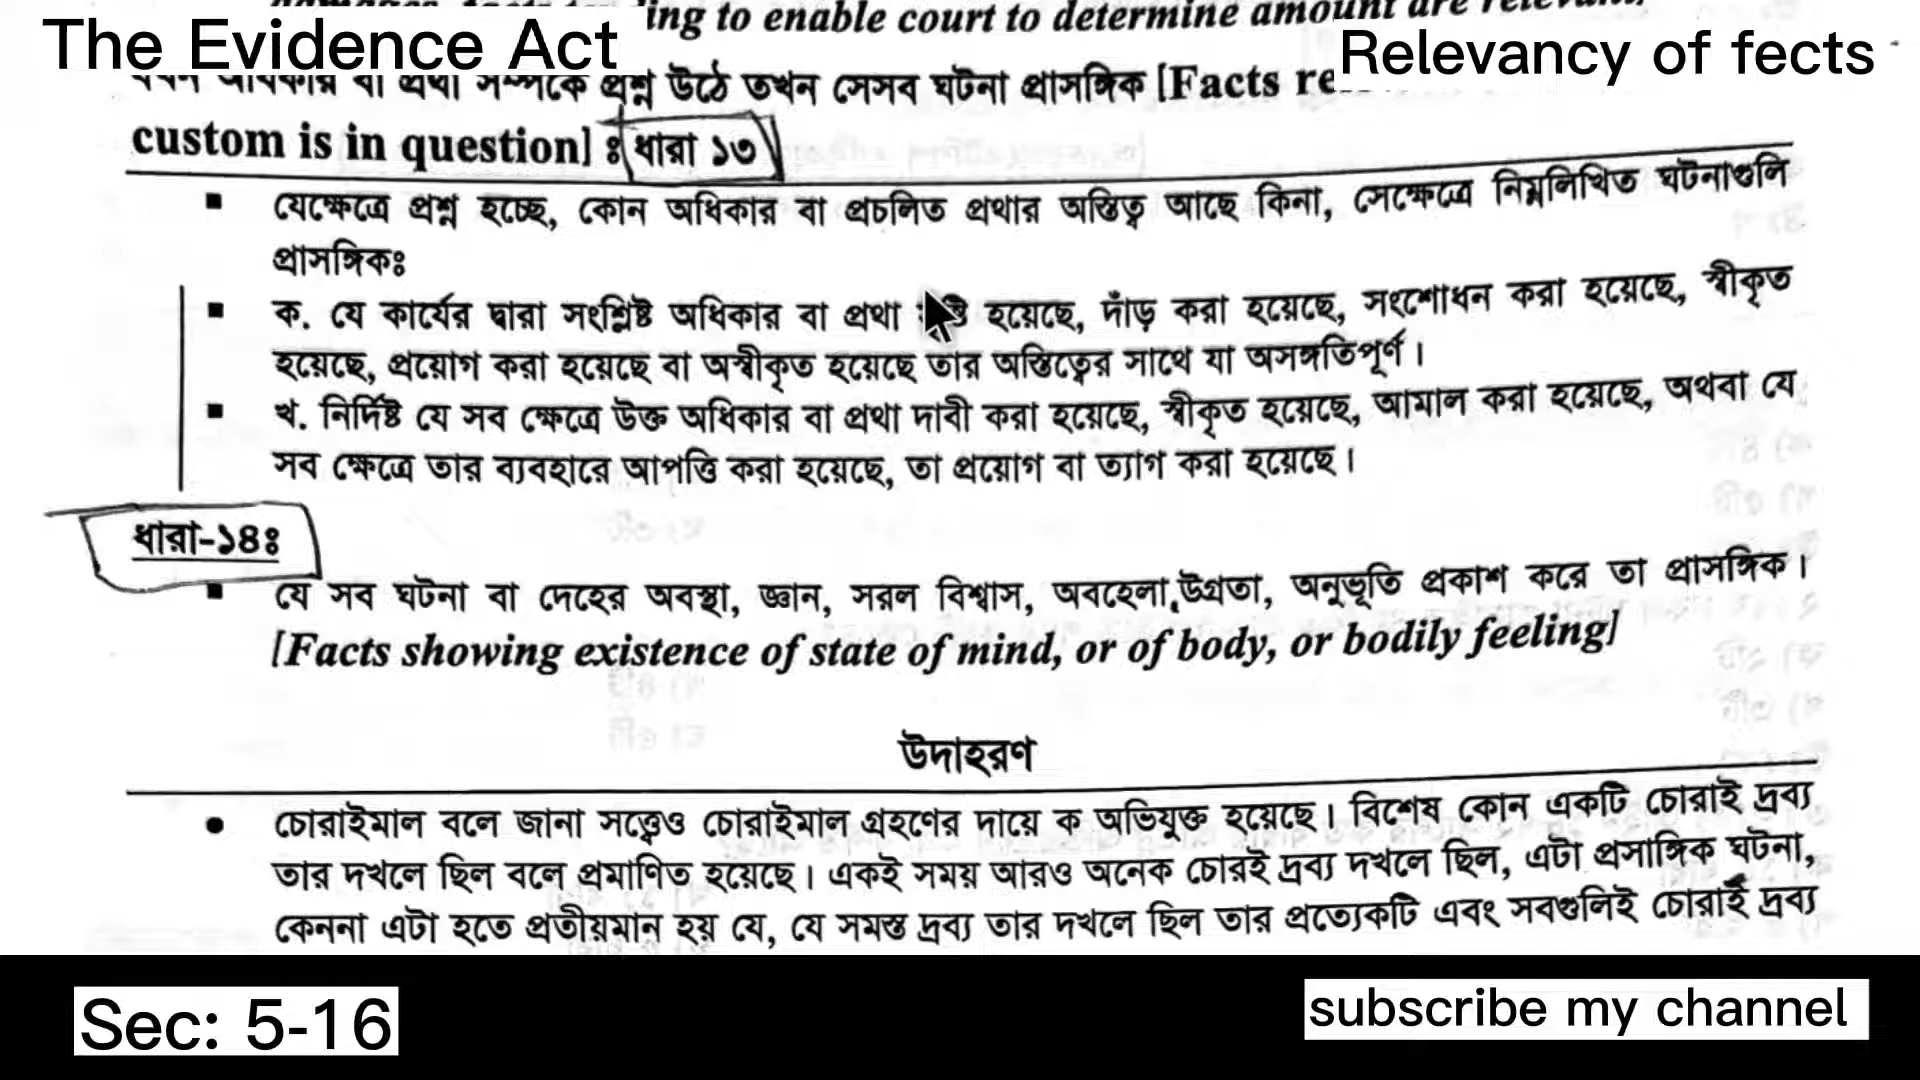 The Evidence Act
Relevancy of fects
ing to enable court to determine amount are
যখন অধিকার বা প্রথা সম্পর্কে প্রশ্ন উঠে তখন সেসব ঘটনা প্রাসঙ্গিক [Facts
custom is in question] ঃ ধারা ১৩
▪ যেক্ষেত্রে প্রশ্ন হচ্ছে, কোন অধিকার বা প্রচলিত প্রথার অস্তিত্ব আছে কিনা, সেক্ষেত্রে নিম্নলিখিত ঘটনাগুলি
প্রাসঙ্গিকঃ
▪ ক. যে কার্যের দ্বারা সংশ্লিষ্ট অধিকার বা প্রথা হয়েছে, দাঁড় করা হয়েছে, সংশোধন করা হয়েছে, স্বীকৃত
হয়েছে, প্রয়োগ করা হয়েছে বা অস্বীকৃত হয়েছে তার অস্তিত্বের সাথে যা অসঙ্গতিপূর্ণ।
▪ খ. নির্দিষ্ট যে সব ক্ষেত্রে উক্ত অধিকার বা প্রথা দাবী করা হয়েছে, স্বীকৃত হয়েছে, আমাল করা হয়েছে, অথবা যে
সব ক্ষেত্রে তার ব্যবহারে আপত্তি করা হয়েছে, তা প্রয়োগ বা ত্যাগ করা হয়েছে।
ধারা-১৪ঃ
▪ যে সব ঘটনা বা দেহের অবস্থা, জ্ঞান, সরল বিশ্বাস, অবহেলা,উগ্রতা, অনুভূতি প্রকাশ করে তা প্রাসঙ্গিক।
[Facts showing existence of state of mind, or of body, or bodily feeling]
উদাহরণ
● চোরাইমাল বলে জানা সত্ত্বেও চোরাইমাল গ্রহণের দায়ে ক অভিযুক্ত হয়েছে। বিশেষ কোন একটি চোরাই দ্রব্য
তার দখলে ছিল বলে প্রমাণিত হয়েছে। একই সময় আরও অনেক চোরই দ্রব্য দখলে ছিল, এটা প্রসাঙ্গিক ঘটনা,
কেননা এটা হতে প্রতীয়মান হয় যে, যে সমস্ত দ্রব্য তার দখলে ছিল তার প্রত্যেকটি এবং সবগুলিই চোরাই দ্রব্য
Sec: 5-16
subscribe my channel